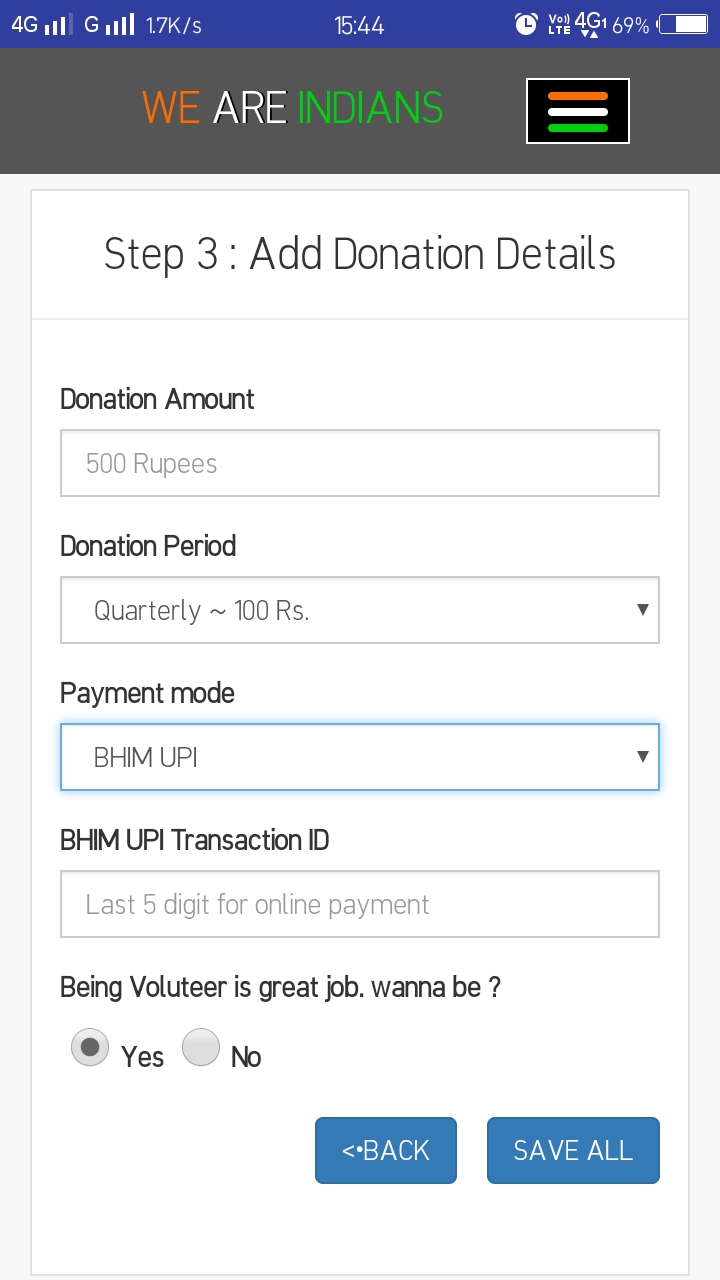 4G G 1.7K/s 15:44 Vo)) LTE 4G1 69%
WE ARE INDIANS
Step 3 : Add Donation Details
Donation Amount
500 Rupees
Donation Period
Quarterly ~ 100 Rs.
Payment mode
BHIM UPI
BHIM UPI Transaction ID
Last 5 digit for online payment
Being Voluteer is great job. wanna be ?
Yes No
<•BACK SAVE ALL